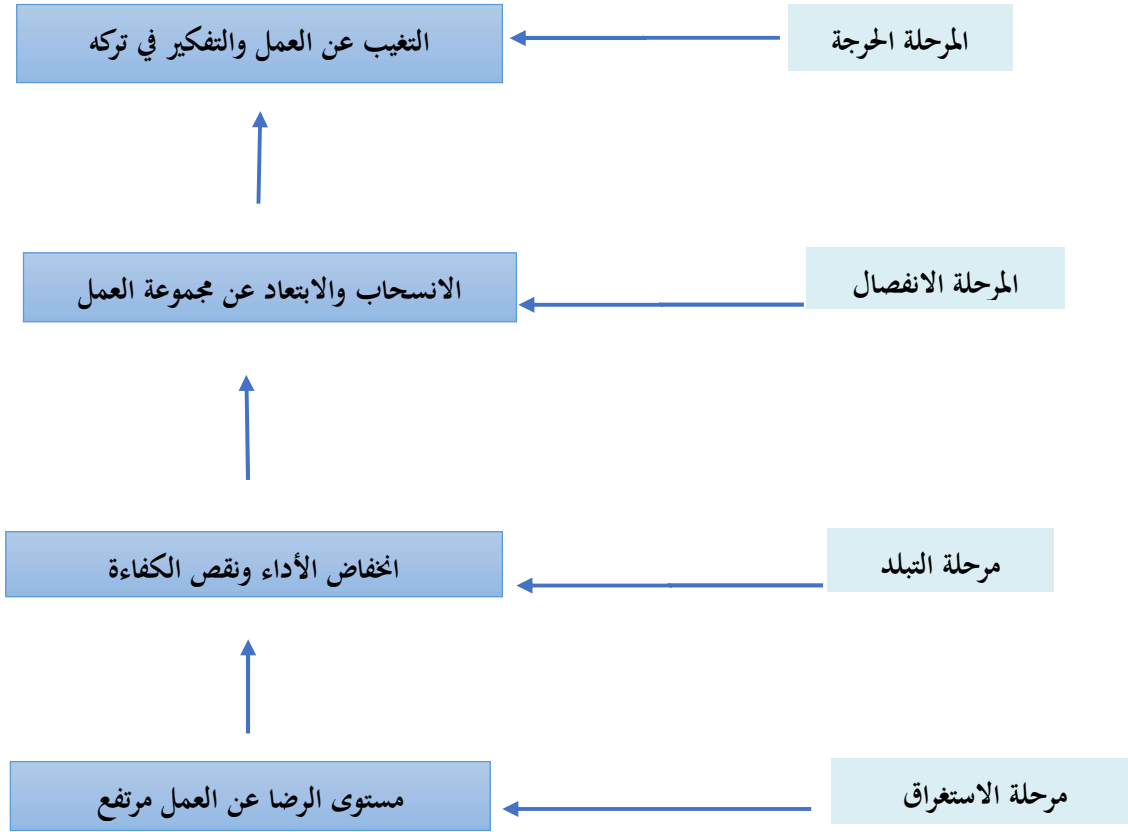 المرحلة الحرجة
التغيب عن العمل والتفكير في تركه
المرحلة الانفصال
الانسحاب والابتعاد عن مجموعة العمل
مرحلة التبلد
انخفاض الأداء ونقص الكفاءة
مرحلة الاستغراق
مستوى الرضا عن العمل مرتفع